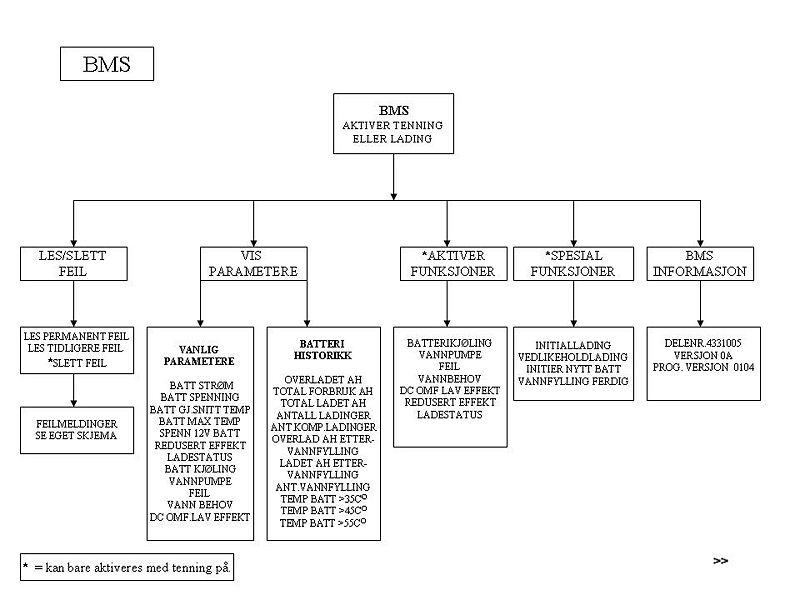 BMS
BMS
AKTIVER TENNING
ELLER LADING
LES/SLETT
FEIL
VIS
PARAMETERE
*AKTIVER
FUNKSJONER
*SPESIAL
FUNKSJONER
BMS
INFORMASJON
LES PERMANENT FEIL
LES TIDLIGERE FEIL
*SLETT FEIL
FEILMELDINGER
SE EGET SKJEMA
VANLIG
PARAMETERE
BATT STRØM
BATT SPENNING
BATT GJ.SNITT TEMP
BATT MAX TEMP
SPENN 12V BATT
REDUSERT EFFEKT
LADESTATUS
BATT KJØLING
VANNPUMPE
FEIL
VANN BEHOV
DC OMF.LAV EFFEKT
BATTERI
HISTORIKK
OVERLADET AH
TOTAL FORBRUK AH
TOTAL LADET AH
ANTALL LADINGER
ANT.KOMP.LADINGER
OVERLAD AH ETTER-
VANNFYLLING
LADET AH ETTER-
VANNFYLLING
ANT.VANNFYLLING
TEMP BATT >35C°
TEMP BATT >45C°
TEMP BATT >55C°
BATTERIKJØLING
VANNPUMPE
FEIL
VANNBEHOV
DC OMF LAV EFFEKT
REDUSERT EFFEKT
LADESTATUS
INITIALLADING
VEDLIKEHOLDLADING
INITIER NYTT BATT
VANNFYLLING FERDIG
DELENR.4331005
VERSJON 0A
PROG. VERSJON 0104
* = kan bare aktiveres med tenning på.
>>